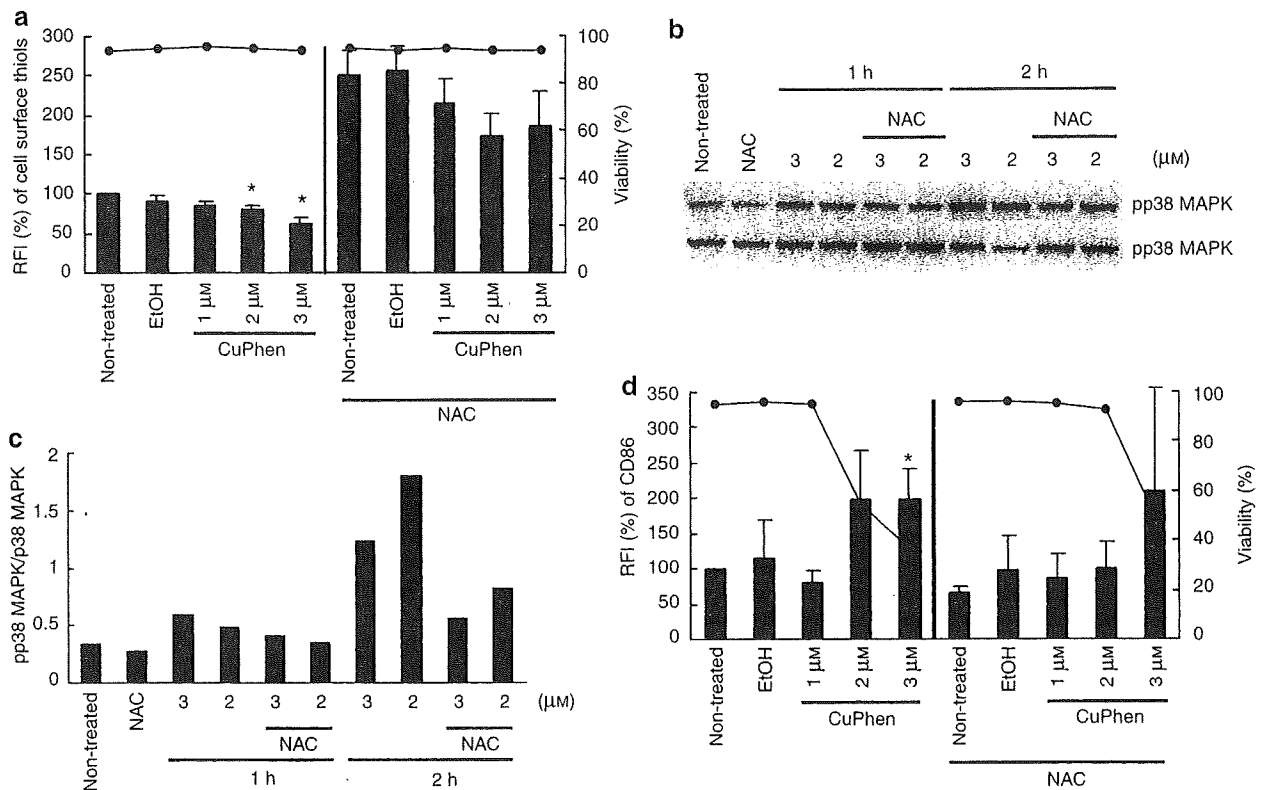 a
RFI (%) of cell surface thiols
300
250
200
150
100
50
0
*
*
100
80
60
40
20
0
Viability (%)
Non-treated
EtOH
1 μM
2 μM
3 μM
CuPhen
Non-treated
EtOH
1 μM
2 μM
3 μM
CuPhen
NAC
b
1 h
2 h
NAC
NAC
Non-treated
NAC
3
2
3
2
3
2
3
2
(μM)
pp38 MAPK
pp38 MAPK
c
pp38 MAPK/p38 MAPK
2
1.5
1
0.5
0
Non-treated
NAC
3
2
3
2
3
2
3
2
(μM)
NAC
NAC
1 h
2 h
d
RFI (%) of CD86
350
300
250
200
150
100
50
0
*
100
80
60
40
20
0
Viability (%)
Non-treated
EtOH
1 μM
2 μM
3 μM
CuPhen
Non-treated
EtOH
1 μM
2 μM
3 μM
CuPhen
NAC